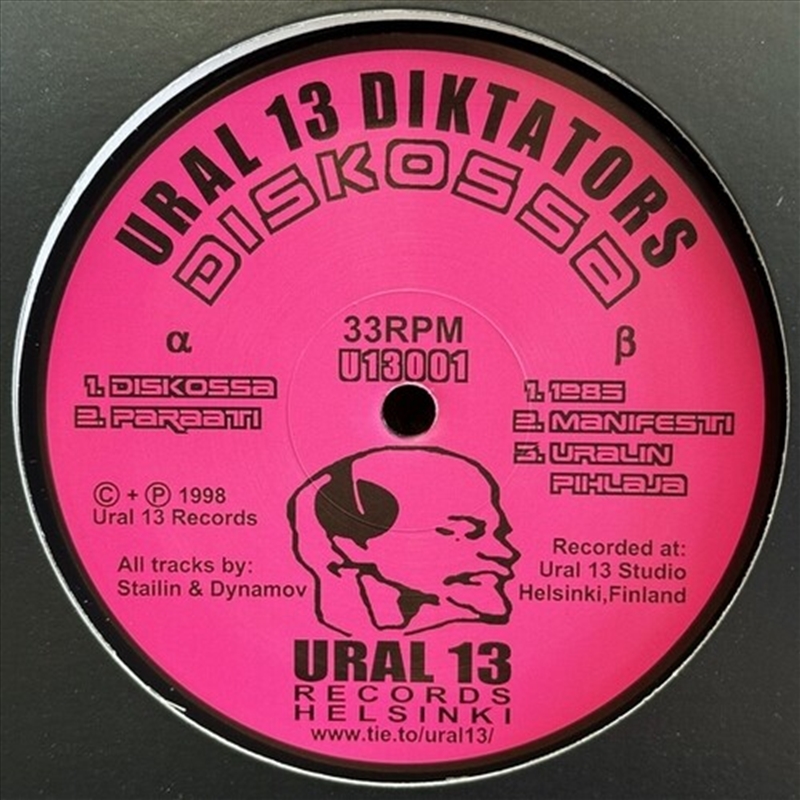 URAL 13 DIKTATORS
DISKOSSA
33RPM
U13001
α
1. DISKOSSA
2. PARAATI
β
1. 1985
2. MANIFESTI
3. URALIN
PIHLAJA
© + ℗ 1998
Ural 13 Records
All tracks by:
Stailin & Dynamov
Recorded at:
Ural 13 Studio
Helsinki,Finland
URAL 13
RECORDS
HELSINKI
www.tie.to/ural13/